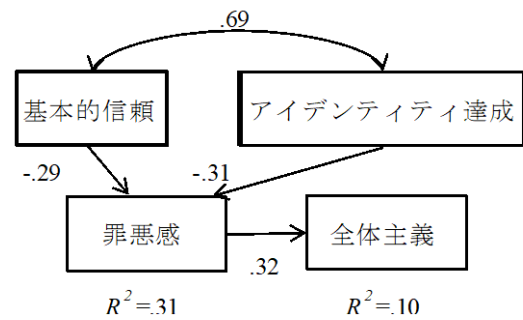 .69
基本的信頼
アイデンティティ達成
-.29
-.31
罪悪感
全体主義
.32
R²=.31
R²=.10